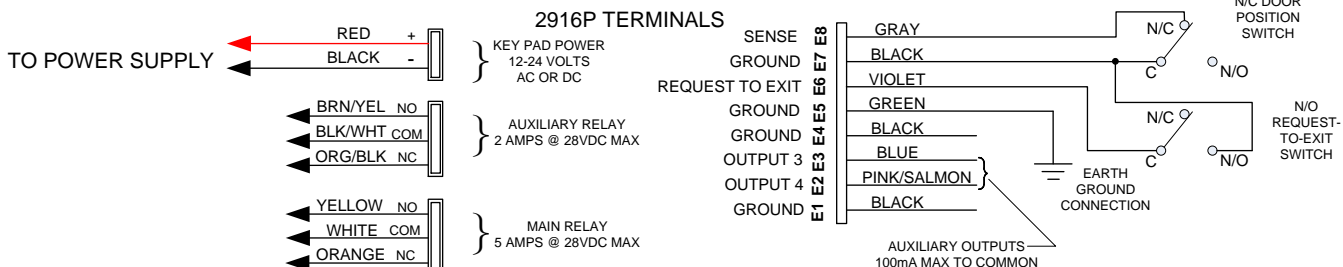 2916P TERMINALS
TO POWER SUPPLY
RED +
BLACK -
KEY PAD POWER
12-24 VOLTS
AC OR DC
BRN/YEL NO
BLK/WHT COM
ORG/BLK NC
AUXILIARY RELAY
2 AMPS @ 28VDC MAX
YELLOW NO
WHITE COM
ORANGE NC
MAIN RELAY
5 AMPS @ 28VDC MAX
SENSE E8 GRAY
GROUND E7 BLACK
REQUEST TO EXIT E6 VIOLET
GROUND E5 GREEN
GROUND E4 BLACK
OUTPUT 3 E3 BLUE
OUTPUT 4 E2 PINK/SALMON
GROUND E1 BLACK
AUXILIARY OUTPUTS
100mA MAX TO COMMON
EARTH
GROUND
CONNECTION
N/C DOOR
POSITION
SWITCH
N/C
C
N/O
N/O
REQUEST-
TO-EXIT
SWITCH
N/C
C
N/O